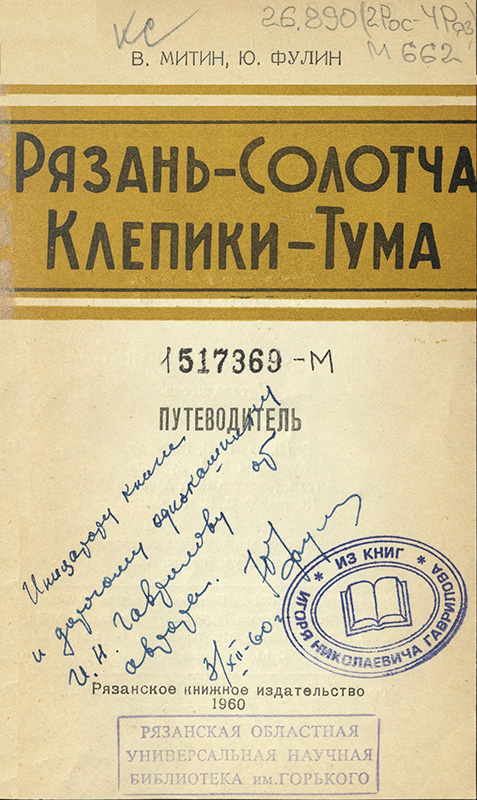 КС
26.890(2Рос-4Ряз)
М 662
В. МИТИН, Ю. ФУЛИН
РЯЗАНЬ-СОЛОТЧА
КЛЕПИКИ-ТУМА
1517369-М
ПУТЕВОДИТЕЛЬ
Инициатору книги
и дорогому однокашнику
И. Н. Гаврилову от
автора.
3/XII-60 г.
★ ИЗ КНИГ ★
ИГОРЯ НИКОЛАЕВИЧА ГАВРИЛОВА
Рязанское книжное издательство
1960
РЯЗАНСКАЯ ОБЛАСТНАЯ
УНИВЕРСАЛЬНАЯ НАУЧНАЯ
БИБЛИОТЕКА им.ГОРЬКОГО